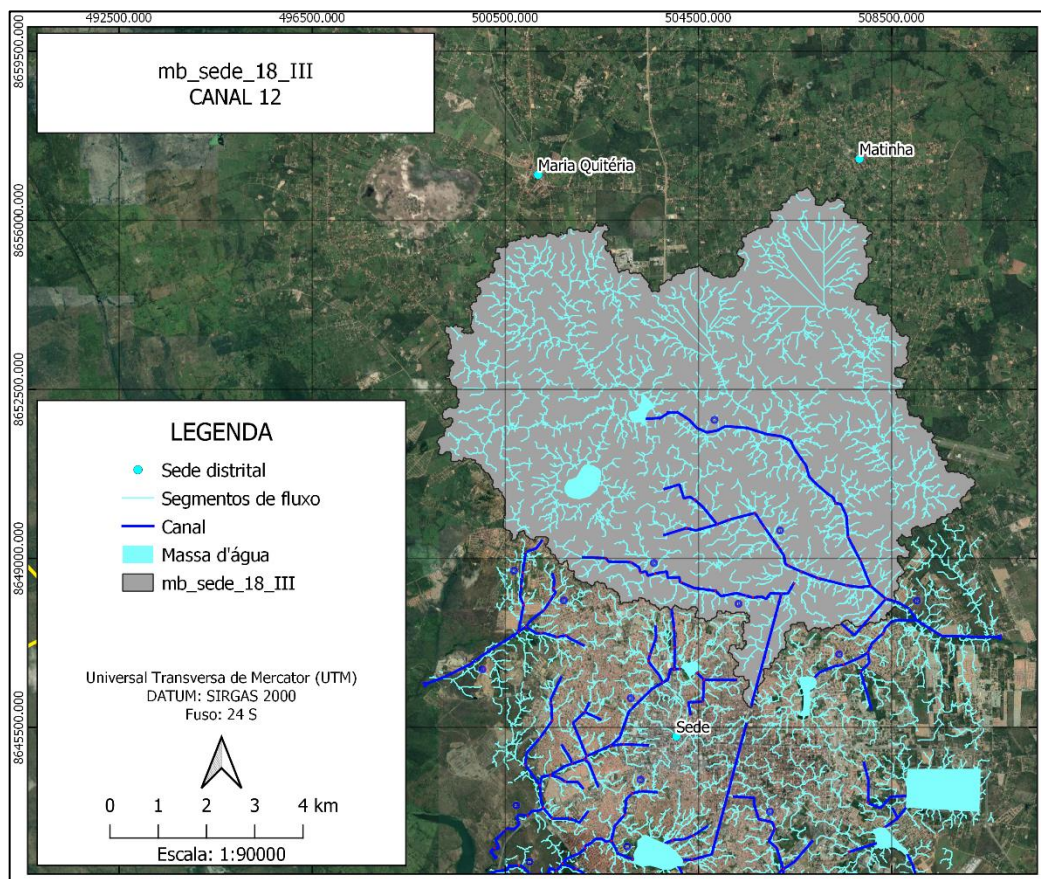 492500.000 496500.000 500500.000 504500.000 508500.000
8659500.000
8656000.000
8652500.000
8649000.000
8645500.000
mb_sede_18_III
CANAL 12
Maria Quitéria
Matinha
Sede
LEGENDA
Sede distrital
Segmentos de fluxo
Canal
Massa d'água
mb_sede_18_III
Universal Transversa de Mercator (UTM)
DATUM: SIRGAS 2000
Fuso: 24 S
0 1 2 3 4 km
Escala: 1:90000